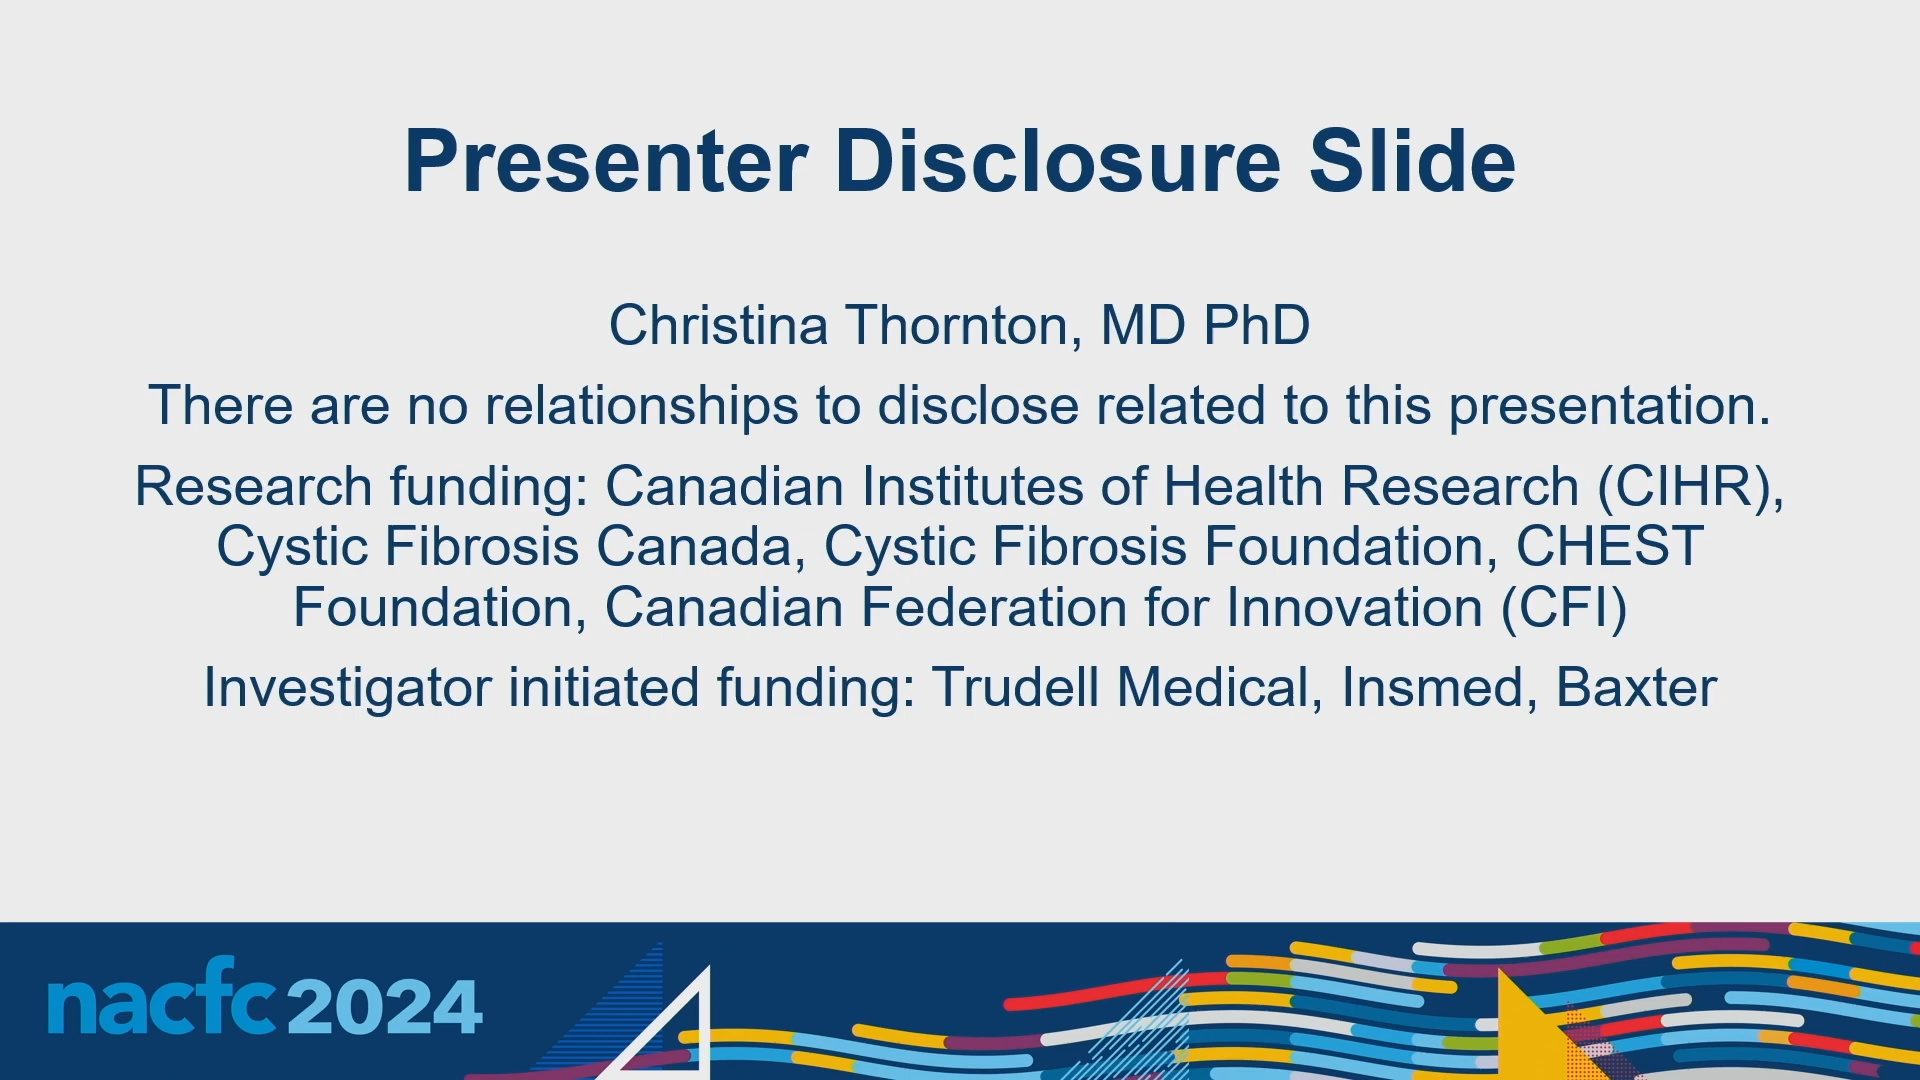 Presenter Disclosure Slide
Christina Thornton, MD PhD
There are no relationships to disclose related to this presentation.
Research funding: Canadian Institutes of Health Research (CIHR),
Cystic Fibrosis Canada, Cystic Fibrosis Foundation, CHEST
Foundation, Canadian Federation for Innovation (CFI)
Investigator initiated funding: Trudell Medical, Insmed, Baxter
nacfc 2024